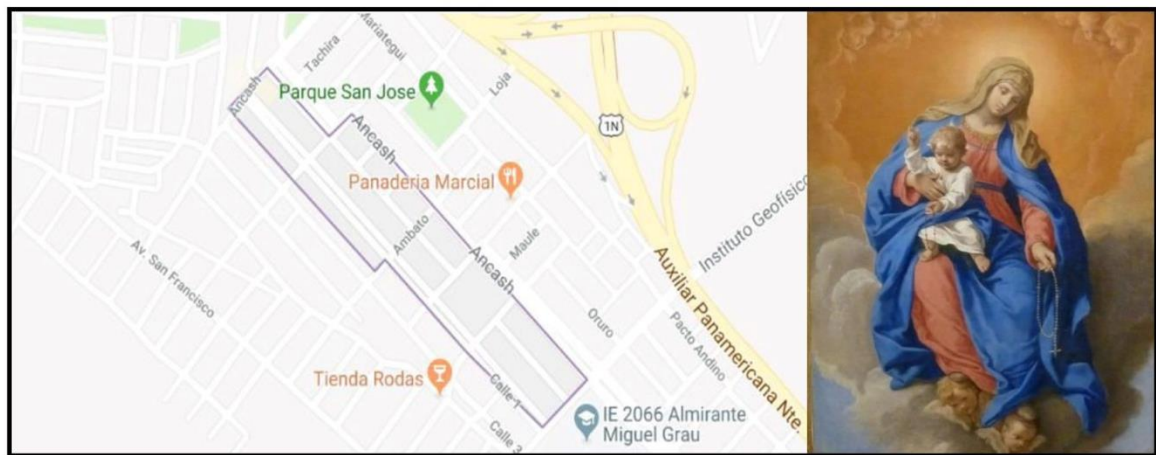 Ancash
Tachira
Mariategui
Parque San Jose
Loja
1N
Ancash
Panaderia Marcial
Ambato
Maule
Ancash
Av. San Francisco
Instituto Geofísico
Auxiliar Panamericana Nte.
Oruro
Pacto Andino
Tienda Rodas
Calle 1
Calle 3
IE 2066 Almirante
Miguel Grau